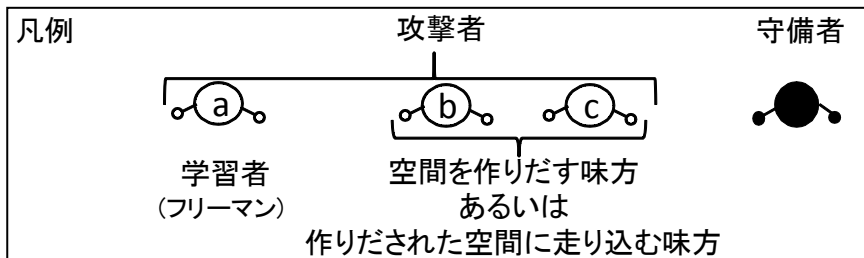 凡例
攻撃者
守備者
a
b
c
学習者
(フリーマン)
空間を作りだす味方
あるいは
作りだされた空間に走り込む味方